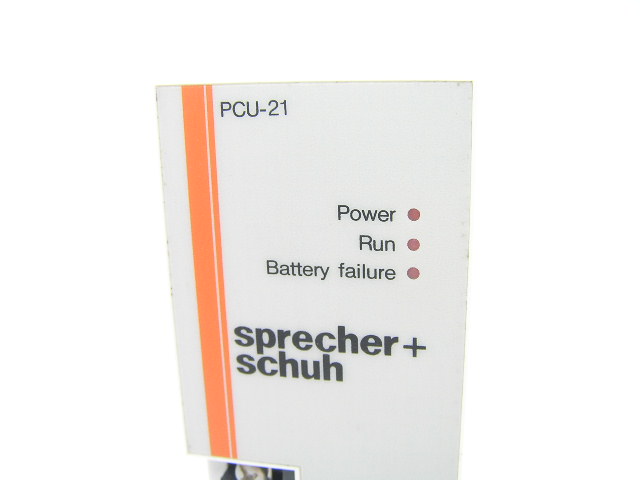 PCU-21
Power
Run
Battery failure
sprecher+
schuh